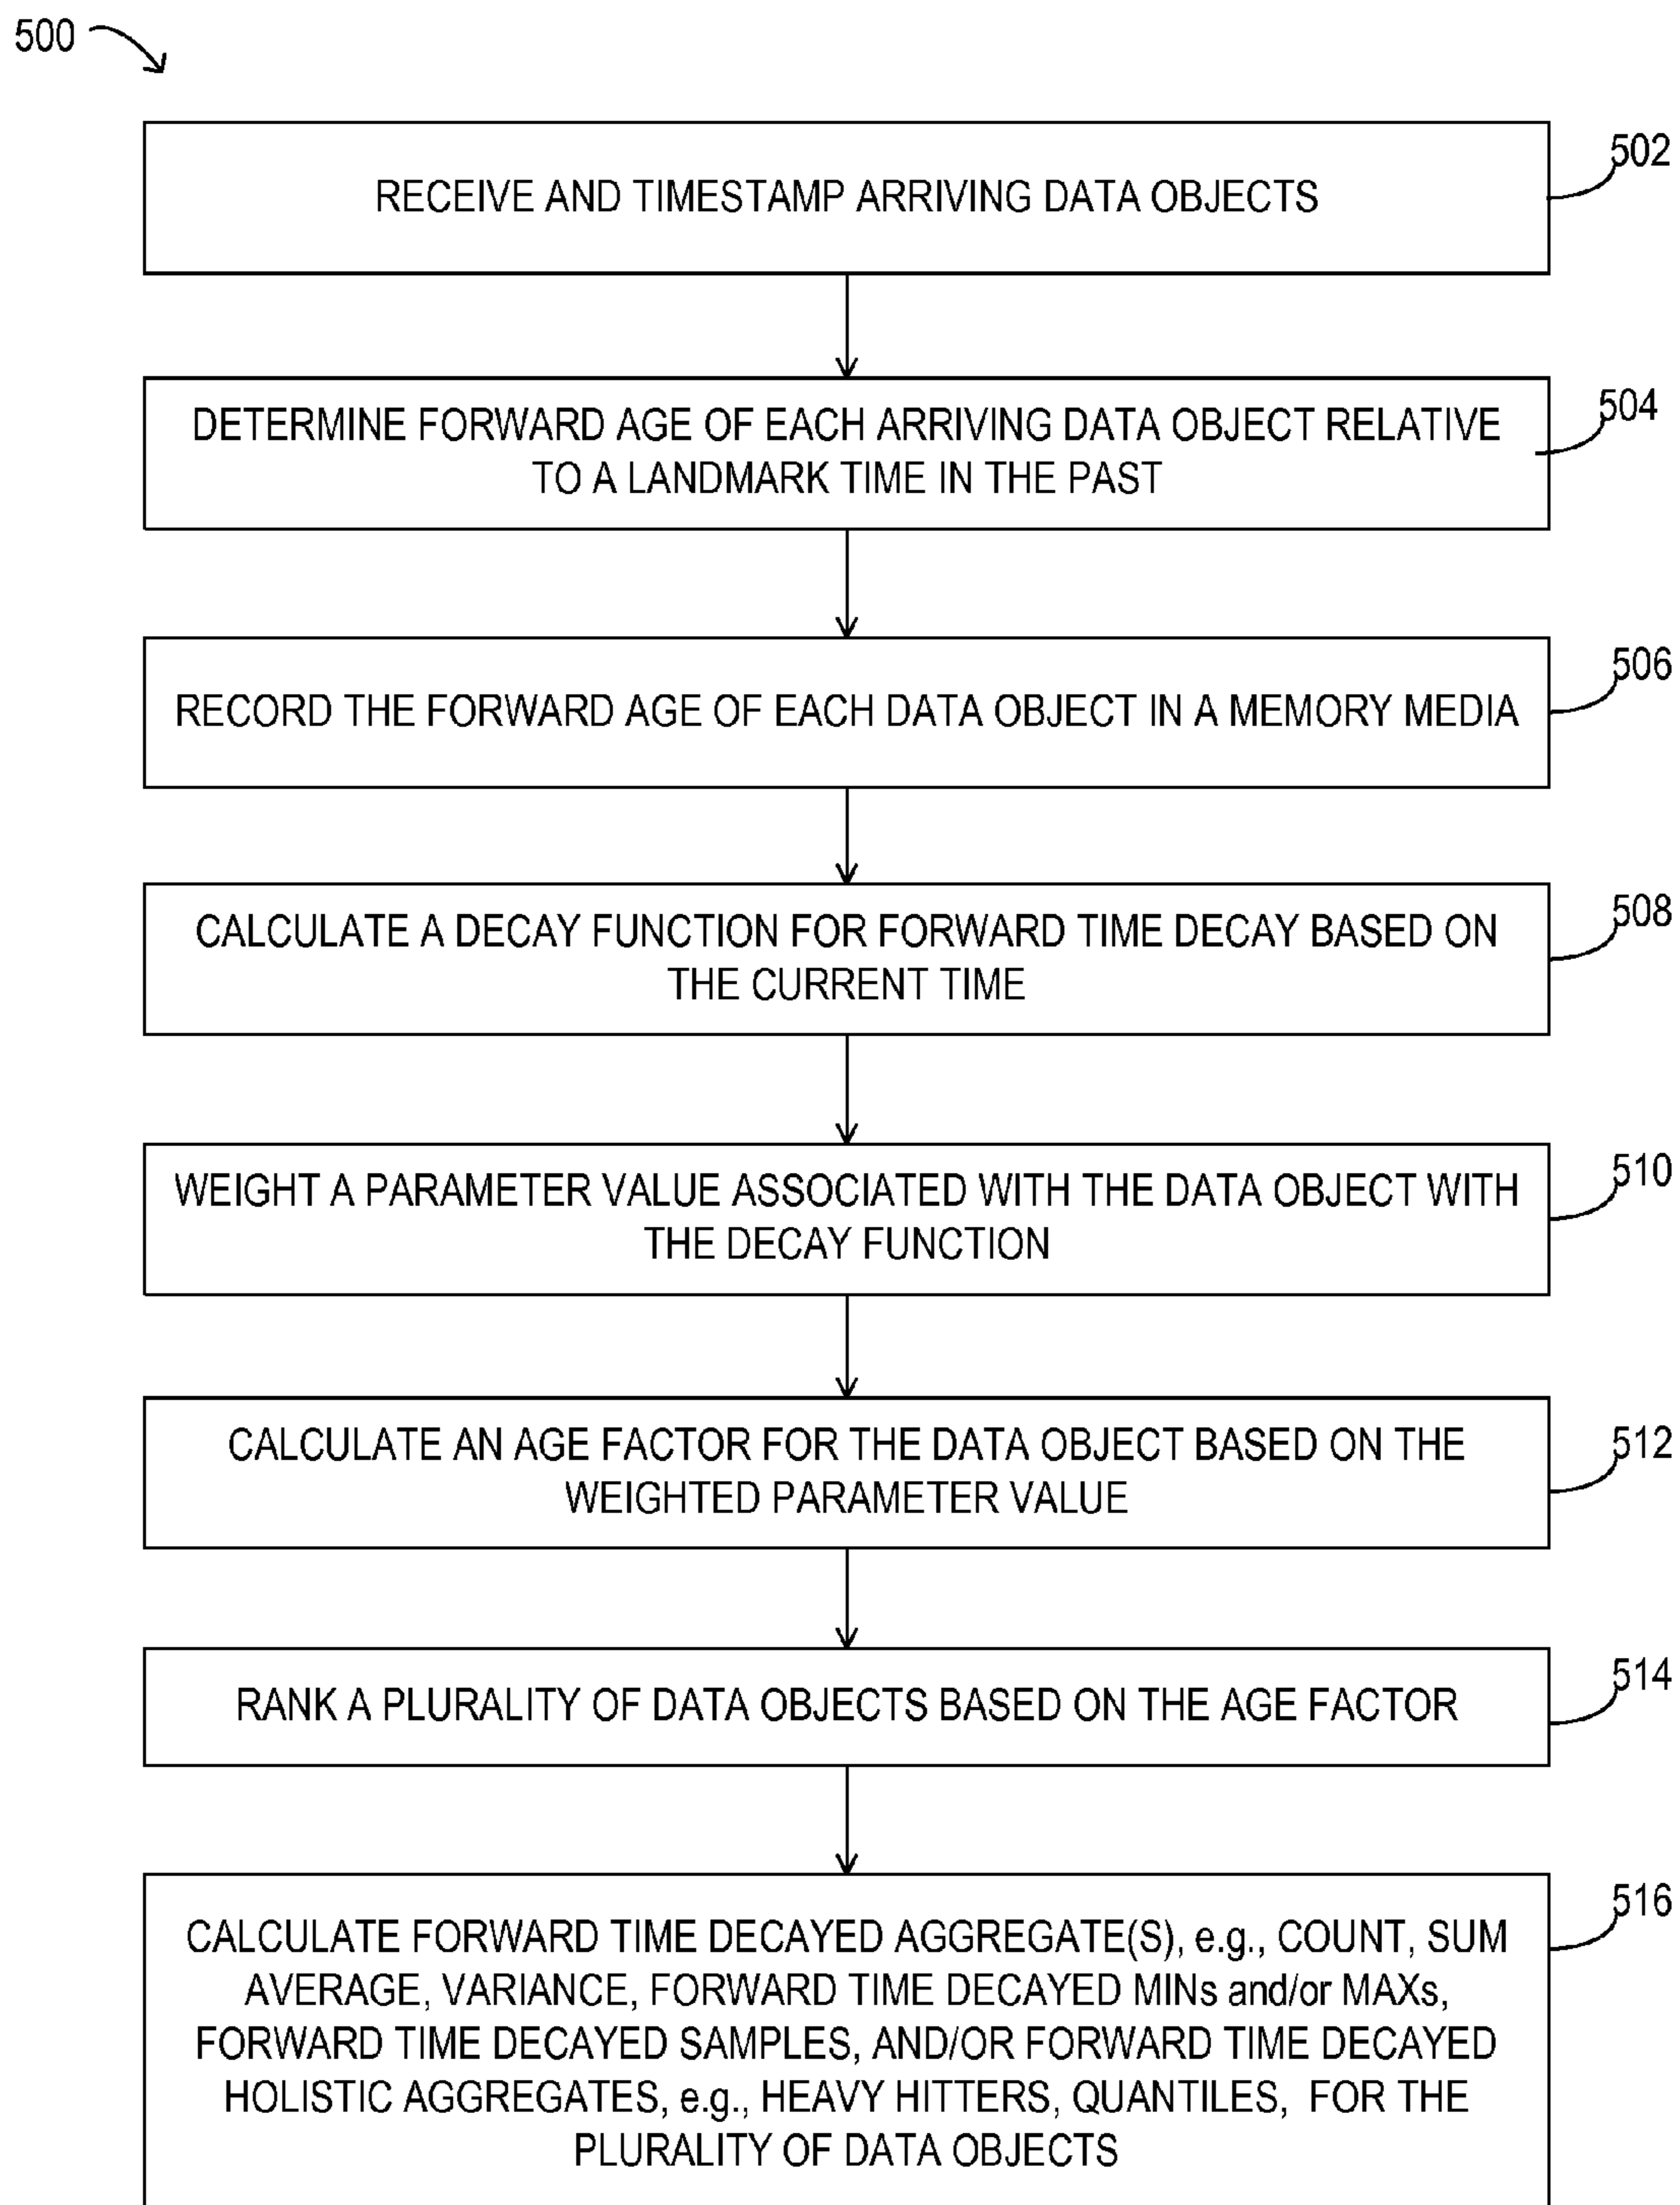 500
502
RECEIVE AND TIMESTAMP ARRIVING DATA OBJECTS
504
DETERMINE FORWARD AGE OF EACH ARRIVING DATA OBJECT RELATIVE
TO A LANDMARK TIME IN THE PAST
506
RECORD THE FORWARD AGE OF EACH DATA OBJECT IN A MEMORY MEDIA
508
CALCULATE A DECAY FUNCTION FOR FORWARD TIME DECAY BASED ON
THE CURRENT TIME
510
WEIGHT A PARAMETER VALUE ASSOCIATED WITH THE DATA OBJECT WITH
THE DECAY FUNCTION
512
CALCULATE AN AGE FACTOR FOR THE DATA OBJECT BASED ON THE
WEIGHTED PARAMETER VALUE
514
RANK A PLURALITY OF DATA OBJECTS BASED ON THE AGE FACTOR
516
CALCULATE FORWARD TIME DECAYED AGGREGATE(S), e.g., COUNT, SUM
AVERAGE, VARIANCE, FORWARD TIME DECAYED MINs and/or MAXs,
FORWARD TIME DECAYED SAMPLES, AND/OR FORWARD TIME DECAYED
HOLISTIC AGGREGATES, e.g., HEAVY HITTERS, QUANTILES, FOR THE
PLURALITY OF DATA OBJECTS